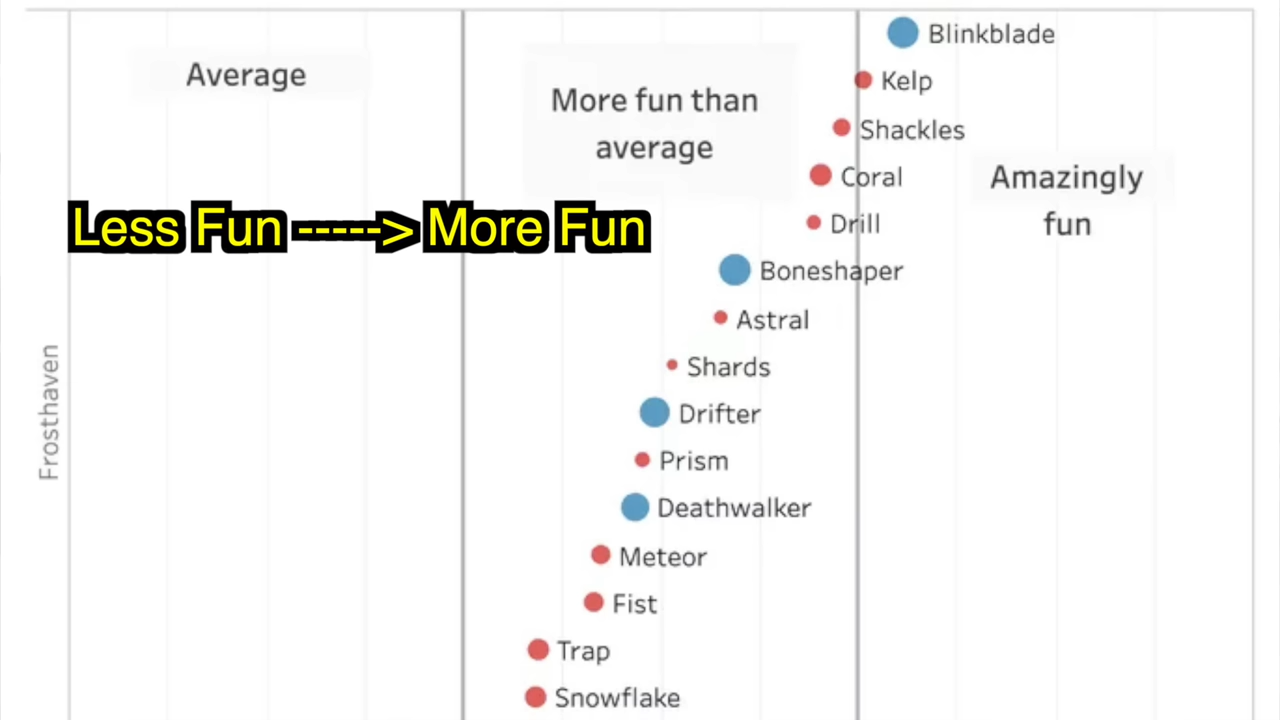 Blinkblade
Average
Kelp
More fun than
average
Shackles
Coral
Amazingly
fun
Less Fun -----> More Fun
Drill
Boneshaper
Astral
Shards
Frosthaven
Drifter
Prism
Deathwalker
Meteor
Fist
Trap
Snowflake